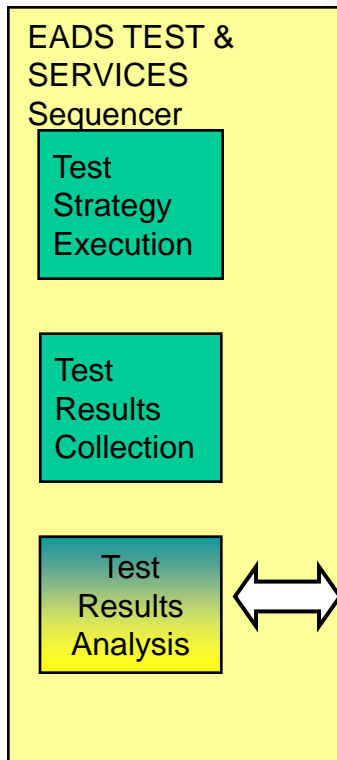 EADS TEST &
SERVICES
Sequencer
Test
Strategy
Execution
Test
Results
Collection
Test
Results
Analysis